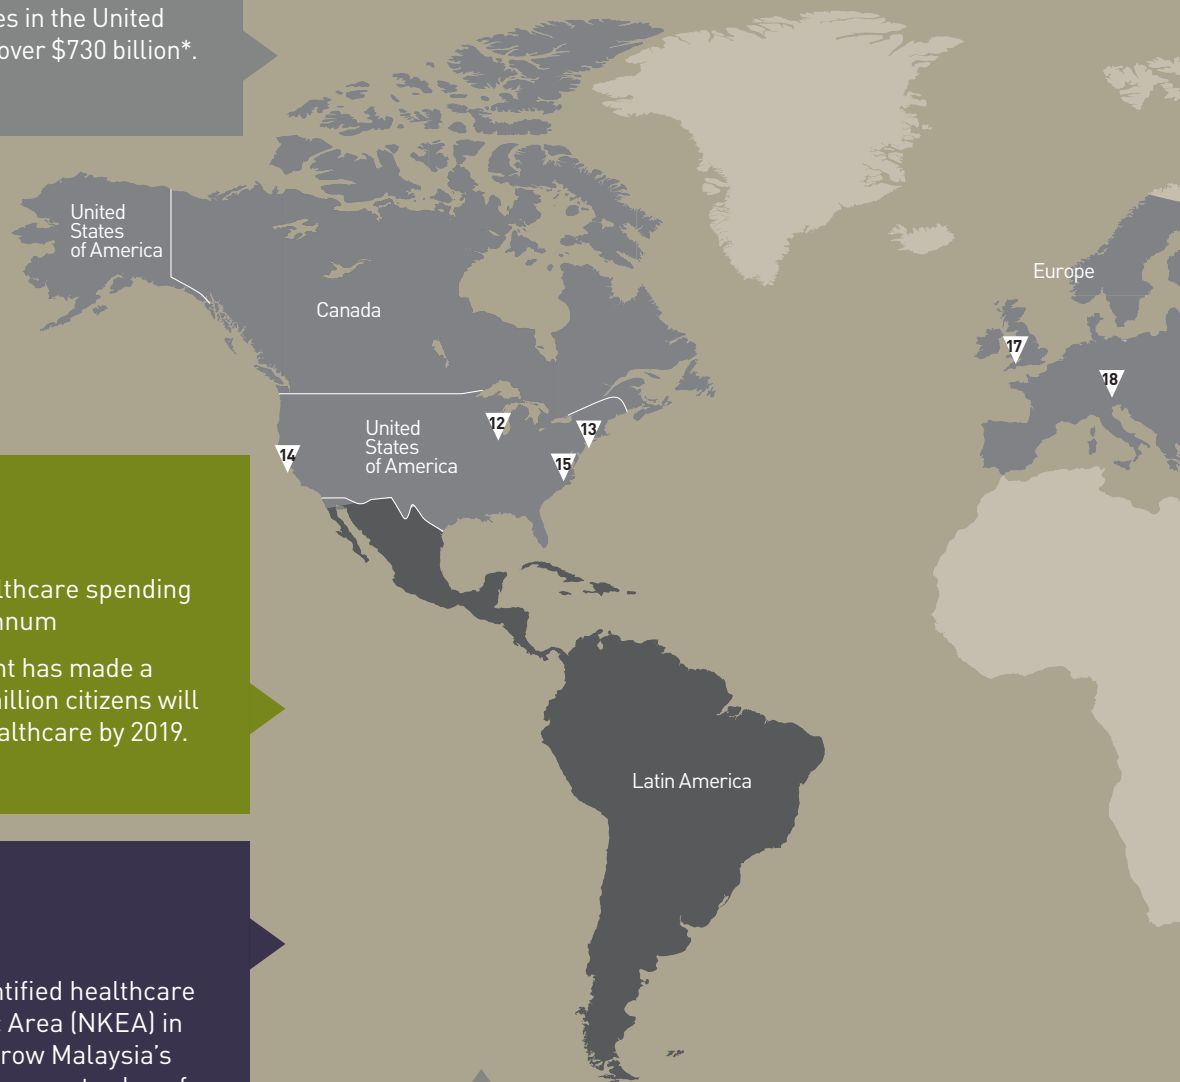 es in the United
over $730 billion*.
United
States
of America
Canada
Europe
17
18
12
13
14
15
United
States
of America
lthcare spending
nnum
nt has made a
million citizens will
ealthcare by 2019.
Latin America
ntified healthcare
t Area (NKEA) in
row Malaysia's